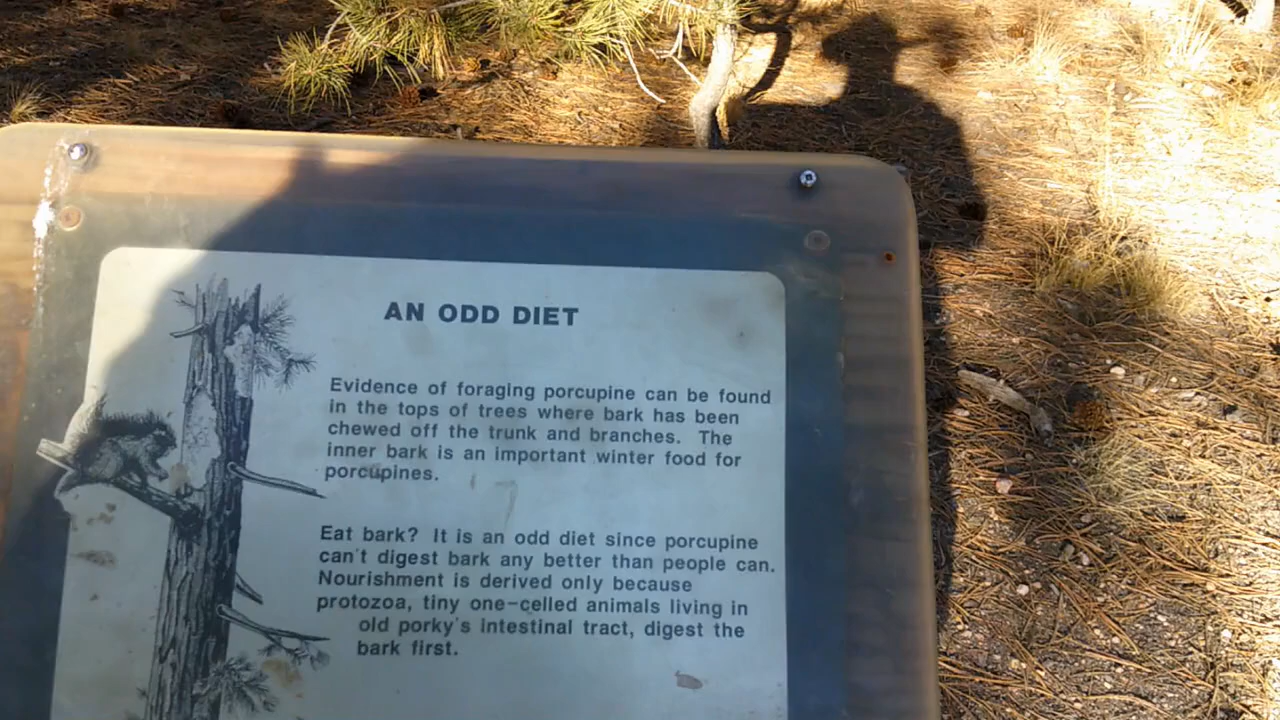 AN ODD DIET
Evidence of foraging porcupine can be found
in the tops of trees where bark has been
chewed off the trunk and branches. The
inner bark is an important winter food for
porcupines.
Eat bark? It is an odd diet since porcupine
can't digest bark any better than people can.
Nourishment is derived only because
protozoa, tiny one-celled animals living in
old porky's intestinal tract, digest the
bark first.